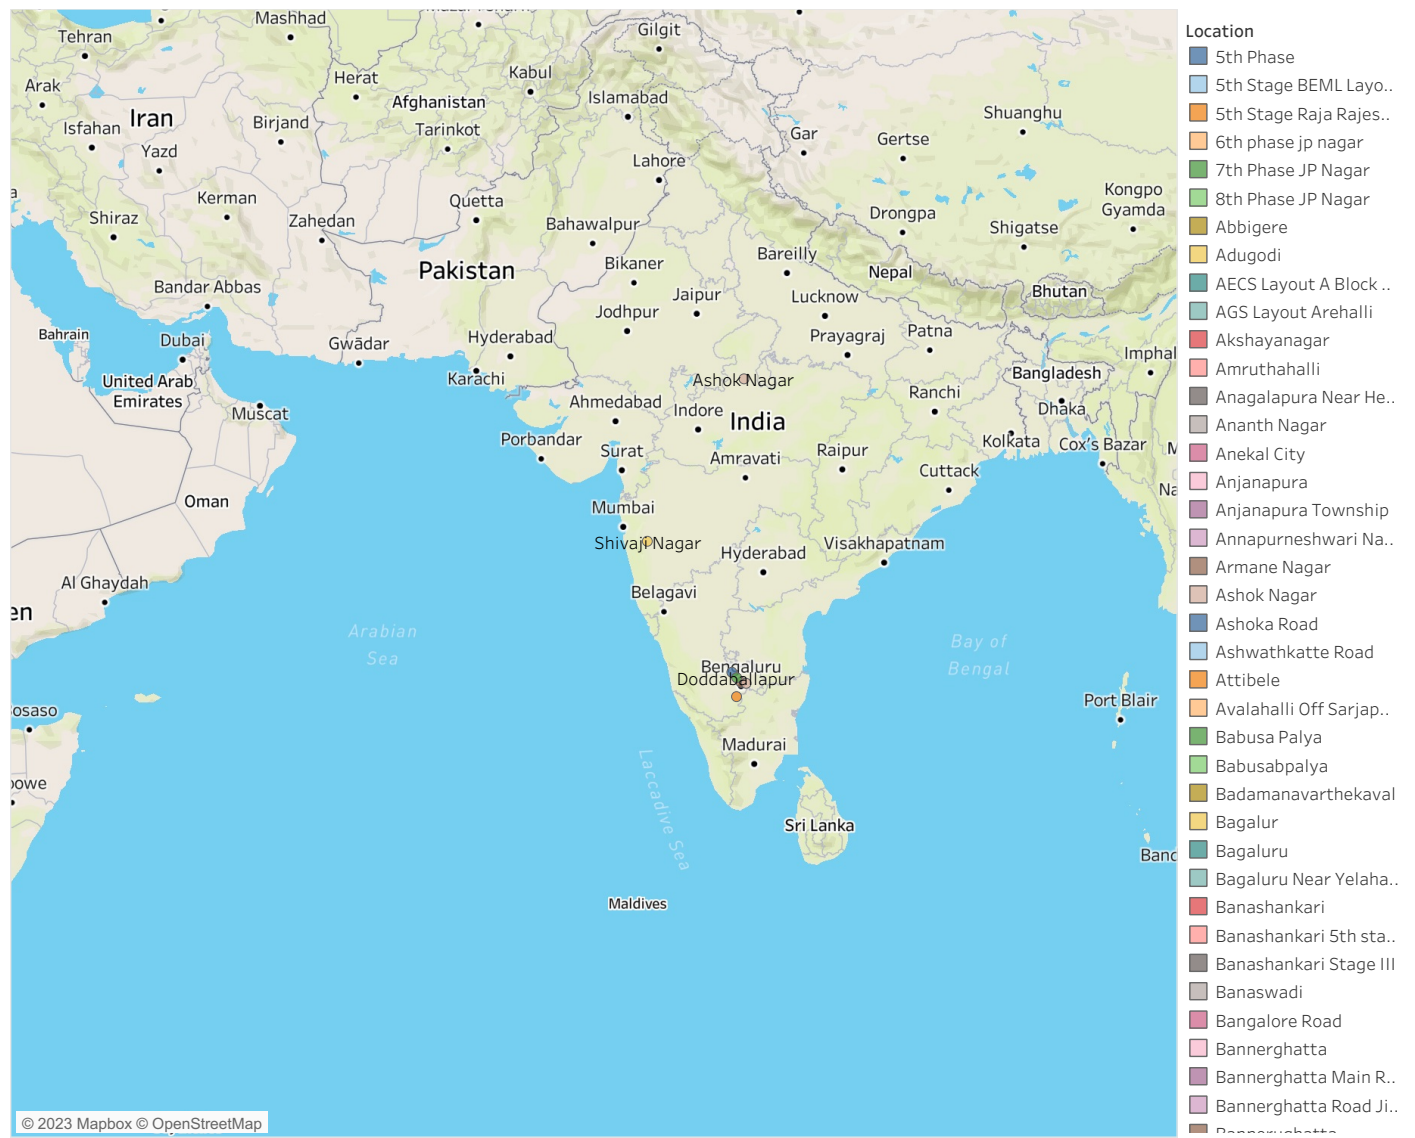 Mashhad
Tehran
Gilgit
Arak
Herat
Kabul
Islamabad
Afghanistan
Shuanghu
Iran
Isfahan
Birjand
Tarinkot
Gar
Gertse
Yazd
Lahore
Kerman
Quetta
Kongpo
Gyamda
Shiraz
Zahedan
Bahawalpur
Drongpa
Shigatse
Bareilly
Pakistan
Bikaner
Nepal
Bandar Abbas
Jaipur
Lucknow
Bhutan
Jodhpur
Bahrain
Dubai
Gwādar
Hyderabad
Prayagraj
Patna
Imphal
United Arab
Emirates
Karachi
Ashok Nagar
Bangladesh
Ranchi
Muscat
Ahmedabad
Indore
India
Dhaka
Porbandar
Surat
Amravati
Raipur
Kolkata
Cox's Bazar
Cuttack
Oman
Mumbai
Shivaji Nagar
Hyderabad
Visakhapatnam
Al Ghaydah
Belagavi
en
Arabian
Sea
Bay of
Bengal
Bengaluru
Doddaballapur
Port Blair
osaso
Madurai
Laccadive Sea
owe
Sri Lanka
Band
Maldives
© 2023 Mapbox © OpenStreetMap
Location
5th Phase
5th Stage BEML Layo..
5th Stage Raja Rajes..
6th phase jp nagar
7th Phase JP Nagar
8th Phase JP Nagar
Abbigere
Adugodi
AECS Layout A Block ..
AGS Layout Arehalli
Akshayanagar
Amruthahalli
Anagalapura Near He..
Ananth Nagar
Anekal City
Anjanapura
Anjanapura Township
Annapurneshwari Na..
Armane Nagar
Ashok Nagar
Ashoka Road
Ashwathkatte Road
Attibele
Avalahalli Off Sarjap..
Babusa Palya
Babusabpalya
Badamanavarthekaval
Bagalur
Bagaluru
Bagaluru Near Yelaha..
Banashankari
Banashankari 5th sta..
Banashankari Stage III
Banaswadi
Bangalore Road
Bannerghatta
Bannerghatta Main R..
Bannerghatta Road Ji..